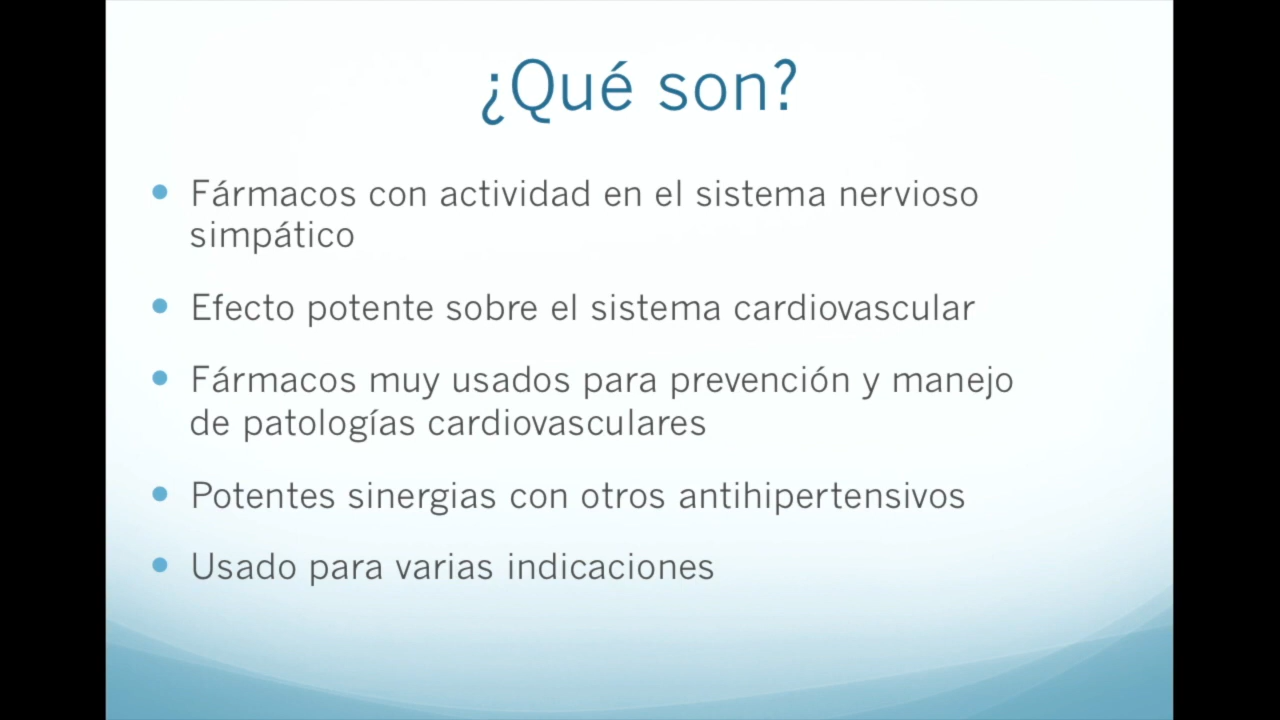 ¿Qué son?
Fármacos con actividad en el sistema nervioso
simpático
Efecto potente sobre el sistema cardiovascular
Fármacos muy usados para prevención y manejo
de patologías cardiovasculares
Potentes sinergias con otros antihipertensivos
Usado para varias indicaciones